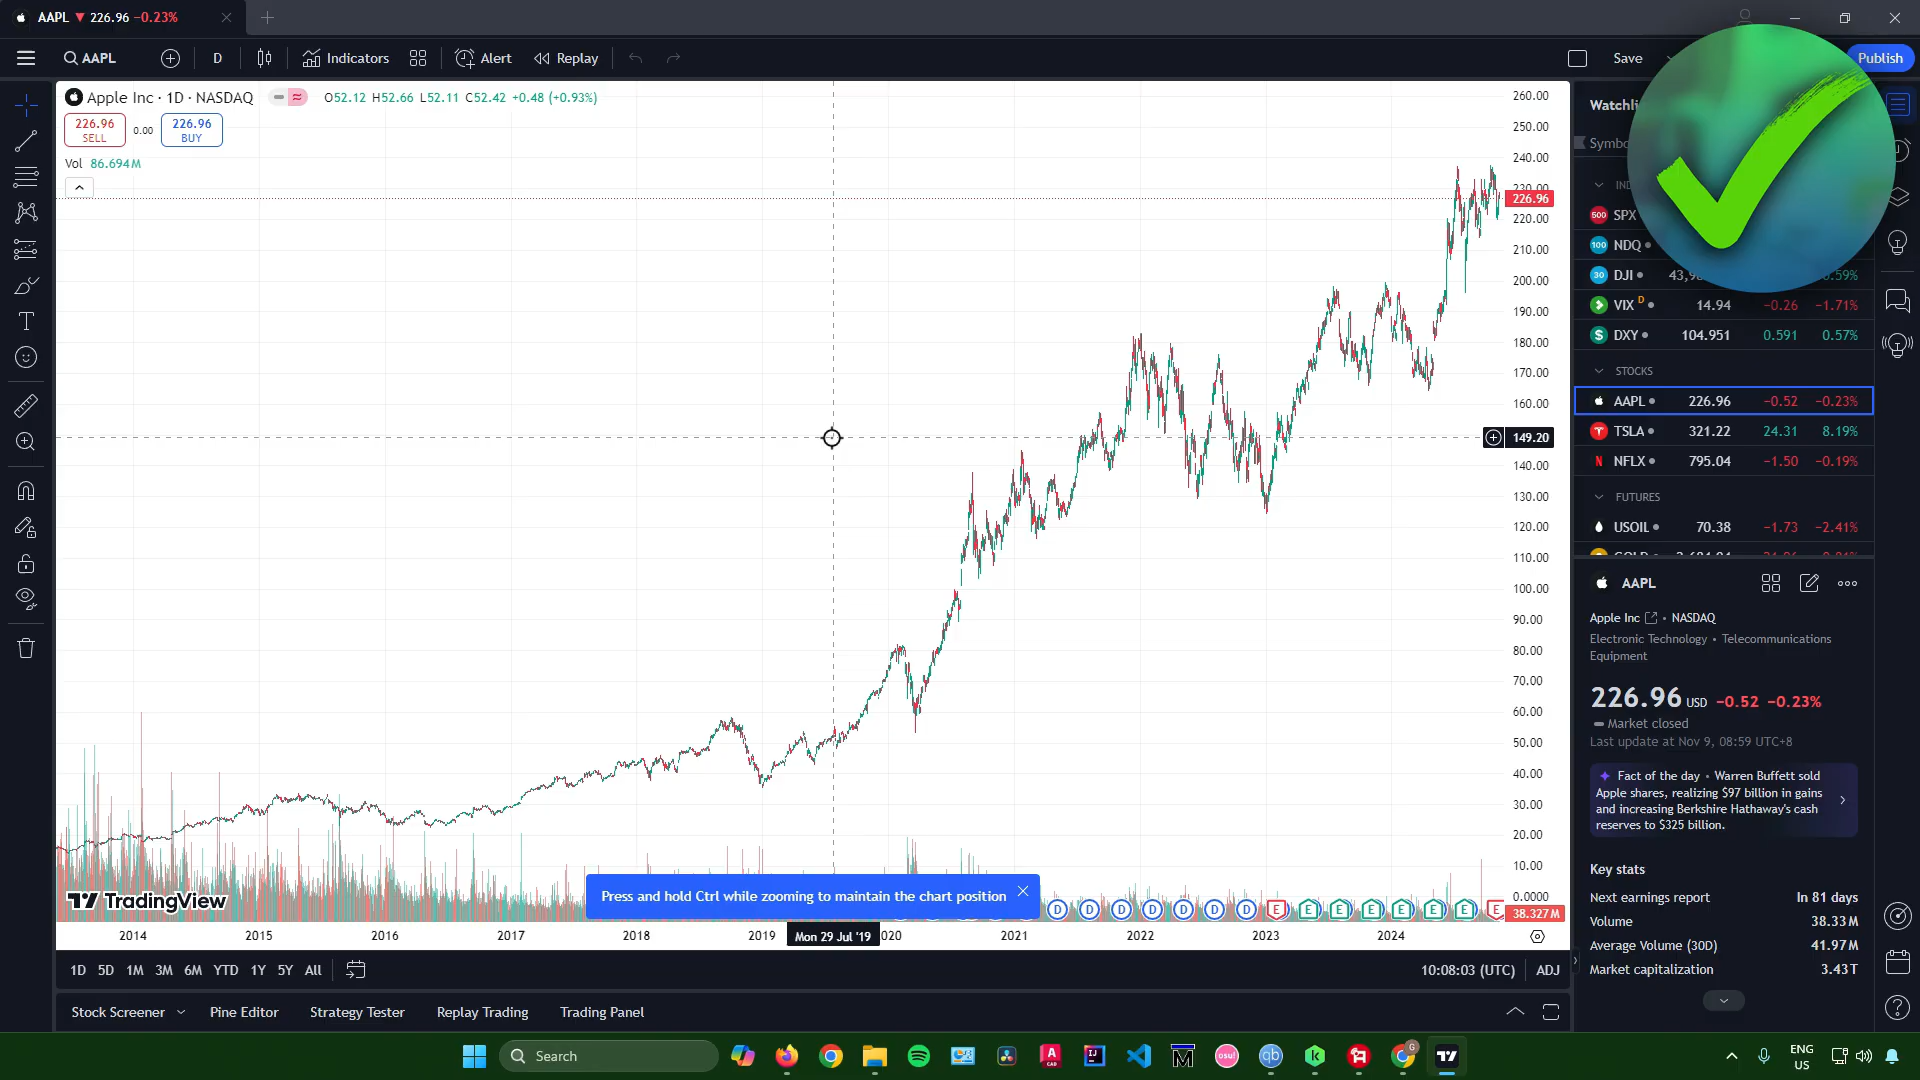 AAPL ▼ 226.96 −0.23%
AAPL
D
Indicators
Alert
Replay
Save
Publish
Apple Inc · 1D · NASDAQ
O52.12 H52.66 L52.11 C52.42 +0.48 (+0.93%)
226.96
SELL
0.00
226.96
BUY
Vol 86.694M
260.00
250.00
240.00
230.00
226.96
220.00
210.00
200.00
190.00
180.00
170.00
160.00
149.20
140.00
130.00
120.00
110.00
100.00
90.00
80.00
70.00
60.00
50.00
40.00
30.00
20.00
10.00
0.0000
38.327M
TradingView
Press and hold Ctrl while zooming to maintain the chart position
D D D D D D D E E E E E E E E
2014 2015 2016 2017 2018 2019 Mon 29 Jul '19 020 2021 2022 2023 2024
1D 5D 1M 3M 6M YTD 1Y 5Y All
10:08:03 (UTC) ADJ
Stock Screener Pine Editor Strategy Tester Replay Trading Trading Panel
Watchli
Symbo
IND
500 SPX
100 NDQ
30 DJI 43,98 0.59%
VIX D 14.94 −0.26 −1.71%
DXY 104.951 0.591 0.57%
STOCKS
AAPL 226.96 −0.52 −0.23%
TSLA 321.22 24.31 8.19%
NFLX 795.04 −1.50 −0.19%
FUTURES
USOIL 70.38 −1.73 −2.41%
AAPL
Apple Inc • NASDAQ
Electronic Technology • Telecommunications
Equipment
226.96 USD −0.52 −0.23%
Market closed
Last update at Nov 9, 08:59 UTC+8
Fact of the day • Warren Buffett sold
Apple shares, realizing $97 billion in gains
and increasing Berkshire Hathaway's cash
reserves to $325 billion.
Key stats
Next earnings report In 81 days
Volume 38.33M
Average Volume (30D) 41.97M
Market capitalization 3.43T
Search
ENG
US